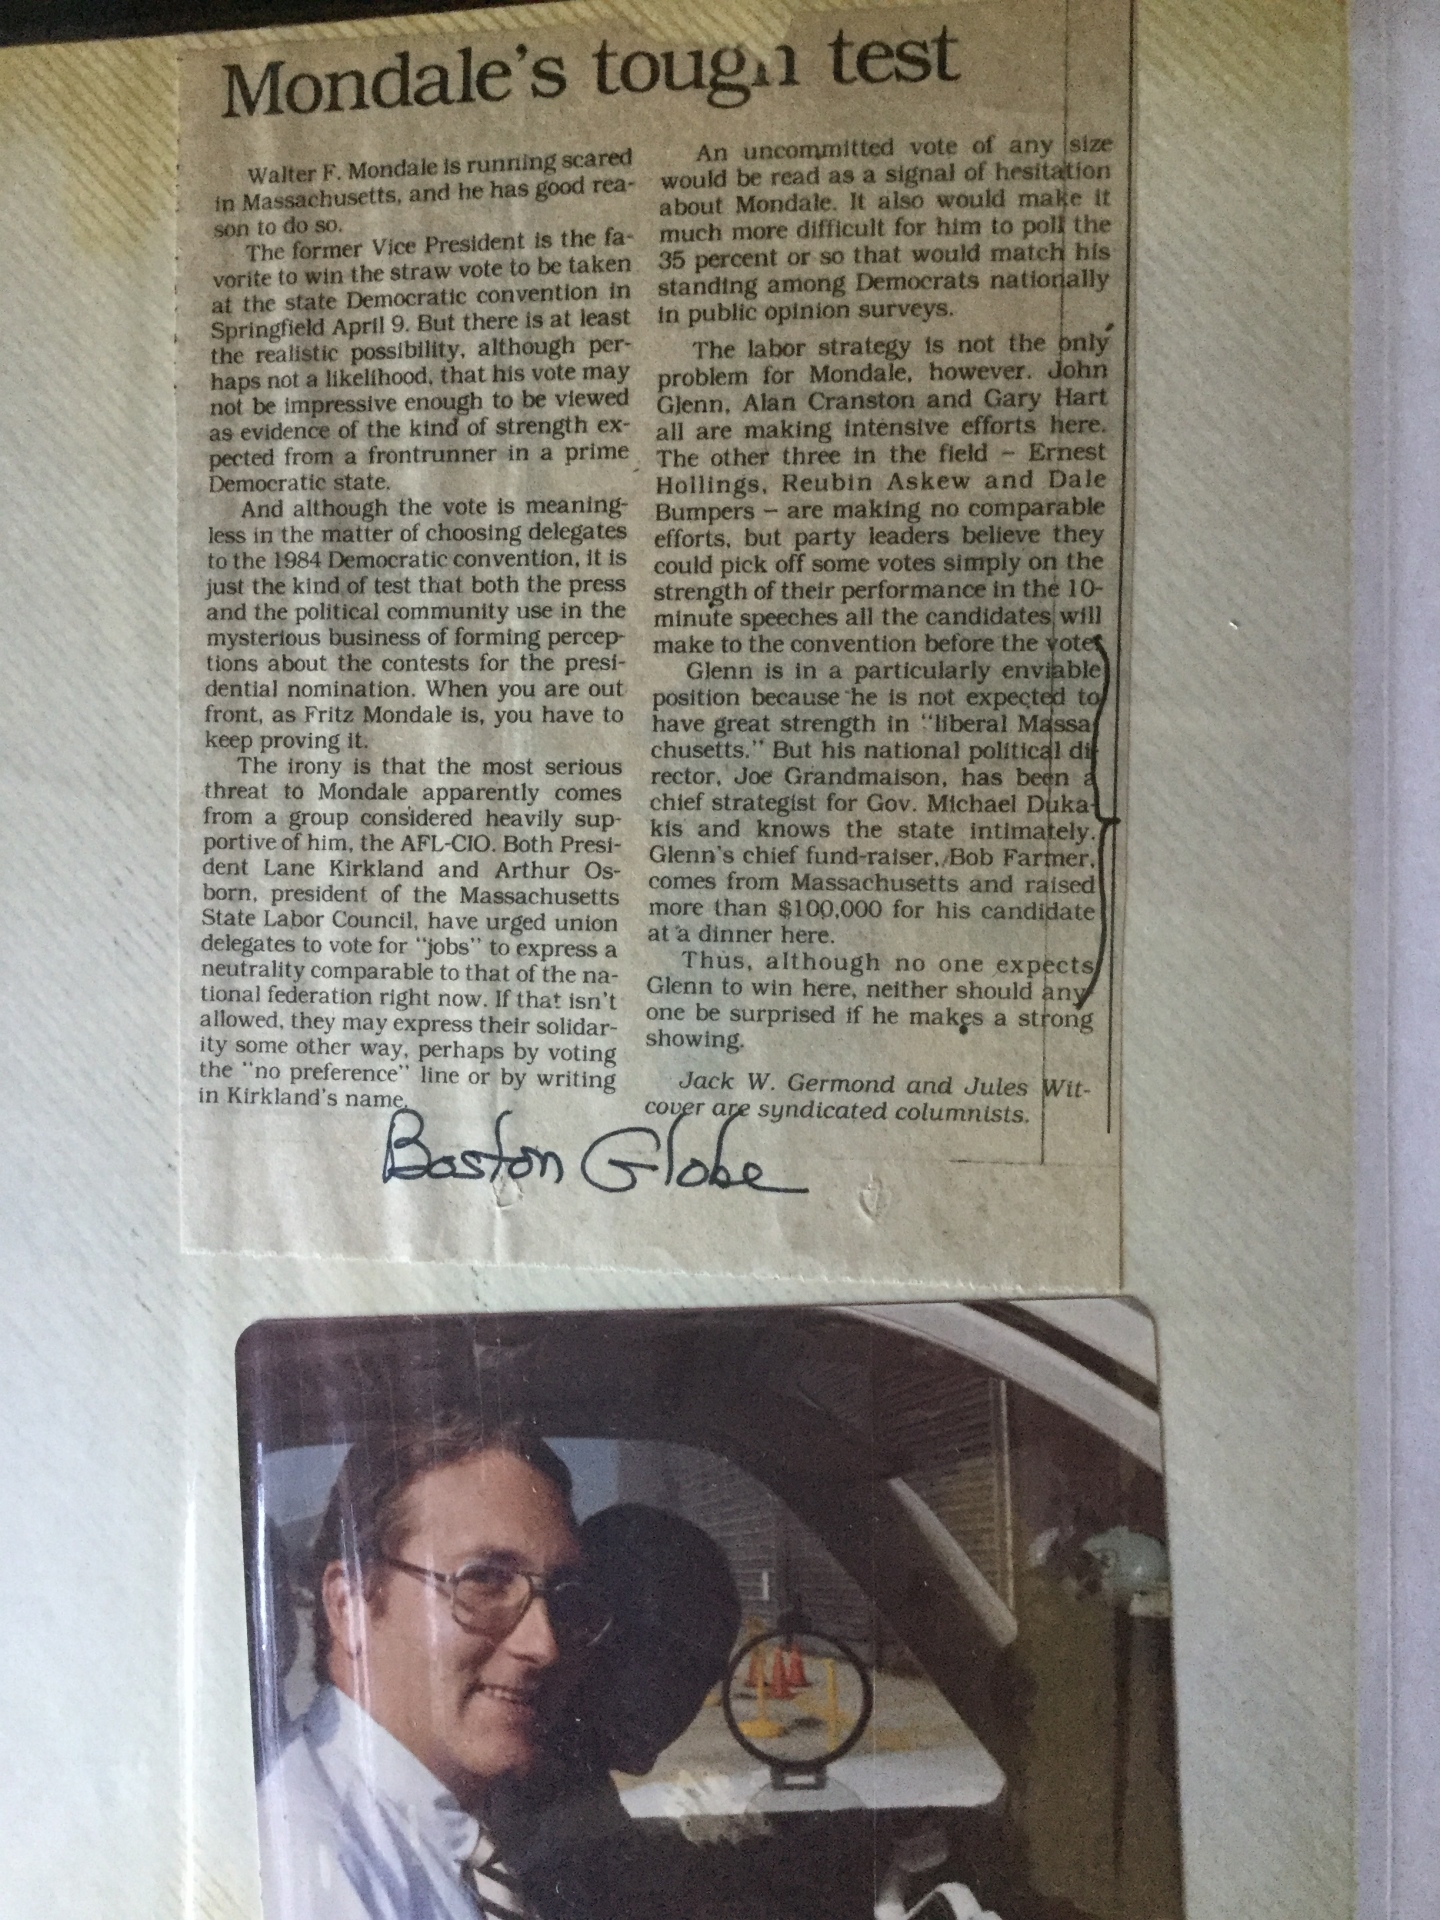 Mondale's tough test
Walter F. Mondale is running scared
in Massachusetts, and he has good rea-
son to do so.
The former Vice President is the fa-
vorite to win the straw vote to be taken
at the state Democratic convention in
Springfield April 9. But there is at least
the realistic possibility, although per-
haps not a likelihood, that his vote may
not be impressive enough to be viewed
as evidence of the kind of strength ex-
pected from a frontrunner in a prime
Democratic state.
And although the vote is meaning-
less in the matter of choosing delegates
to the 1984 Democratic convention, it is
just the kind of test that both the press
and the political community use in the
mysterious business of forming percep-
tions about the contests for the presi-
dential nomination. When you are out
front, as Fritz Mondale is, you have to
keep proving it.
The irony is that the most serious
threat to Mondale apparently comes
from a group considered heavily sup-
portive of him, the AFL-CIO. Both Presi-
dent Lane Kirkland and Arthur Os-
born, president of the Massachusetts
State Labor Council, have urged union
delegates to vote for "jobs" to express a
neutrality comparable to that of the na-
tional federation right now. If that isn't
allowed, they may express their solidar-
ity some other way, perhaps by voting
the "no preference" line or by writing
in Kirkland's name.
An uncommitted vote of any size
would be read as a signal of hesitation
about Mondale. It also would make it
much more difficult for him to poll the
35 percent or so that would match his
standing among Democrats nationally
in public opinion surveys.
The labor strategy is not the only
problem for Mondale, however. John
Glenn, Alan Cranston and Gary Hart
all are making intensive efforts here.
The other three in the field – Ernest
Hollings, Reubin Askew and Dale
Bumpers – are making no comparable
efforts, but party leaders believe they
could pick off some votes simply on the
strength of their performance in the 10-
minute speeches all the candidates will
make to the convention before the vote.
Glenn is in a particularly enviable
position because he is not expected to
have great strength in "liberal Massa-
chusetts." But his national political di-
rector, Joe Grandmaison, has been a
chief strategist for Gov. Michael Duka-
kis and knows the state intimately.
Glenn's chief fund-raiser, Bob Farmer,
comes from Massachusetts and raised
more than $100,000 for his candidate
at a dinner here.
Thus, although no one expects
Glenn to win here, neither should any
one be surprised if he makes a strong
showing.
Jack W. Germond and Jules Wit-
cover are syndicated columnists.
Boston Globe